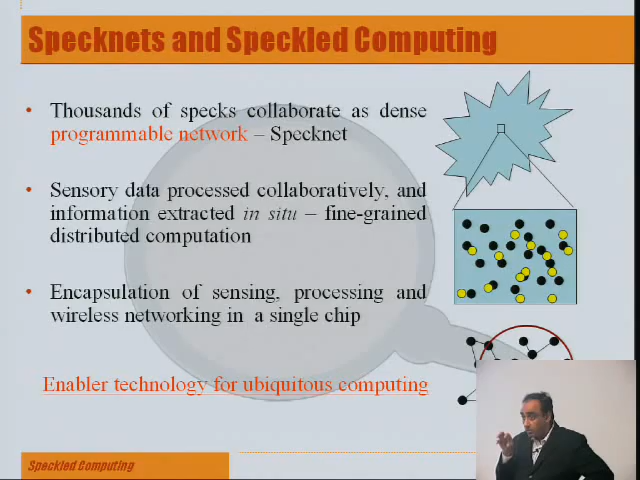 Specknets and Speckled Computing
• Thousands of specks collaborate as dense
programmable network – Specknet
• Sensory data processed collaboratively, and
information extracted in situ – fine-grained
distributed computation
• Encapsulation of sensing, processing and
wireless networking in a single chip
Enabler technology for ubiquitous computing
Speckled Computing